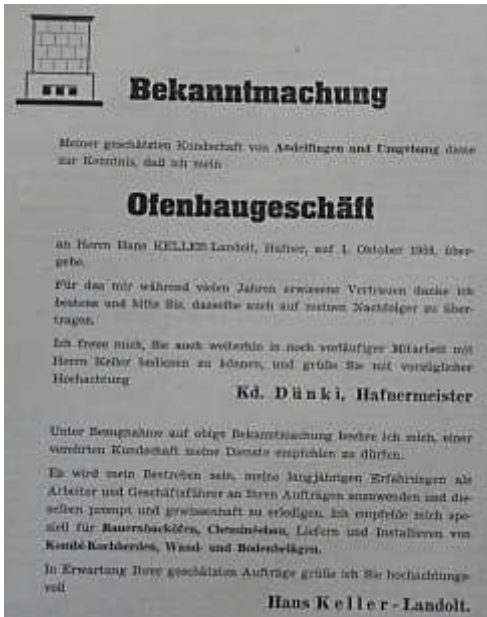 Bekanntmachung
Meiner geschätzten Kundschaft von Andelfingen und Umgebung diene
zur Kenntnis, daß ich mein
Ofenbaugeschäft
an Herrn Hans KELLER-Landolt, Hafner, auf 1. Oktober übergebe.
Für das mir während vielen Jahren erwiesene Vertrauen danke ich
bestens und bitte Sie, dasselbe auch auf meinen Nachfolger zu über-
tragen.
Ich freue mich, Sie auch weiterhin in noch vorläufiger Mitarbeit mit
Herrn Keller bedienen zu können, und grüße Sie mit vorzüglicher
Hochachtung
Kd. Dünki, Hafnermeister
Unter Bezugnahme auf obige Bekanntmachung beehre ich mich, einer
verehrten Kundschaft meine Dienste empfehlen zu dürfen.
Es wird mein Bestreben sein, meine langjährigen Erfahrungen als
Arbeiter und Geschäftsführer an Ihren Aufträgen anzuwenden und die-
selben prompt und gewissenhaft zu erledigen. Ich empfehle mich spe-
ziell für Bauernbacköfen, Cheminéebau, Liefern und Installieren von
Kombi-Kochherden, Wand- und Bodenbelägen.
In Erwartung Ihrer geschätzten Aufträge grüße ich Sie hochachtungs-
voll
Hans Keller-Landolt.